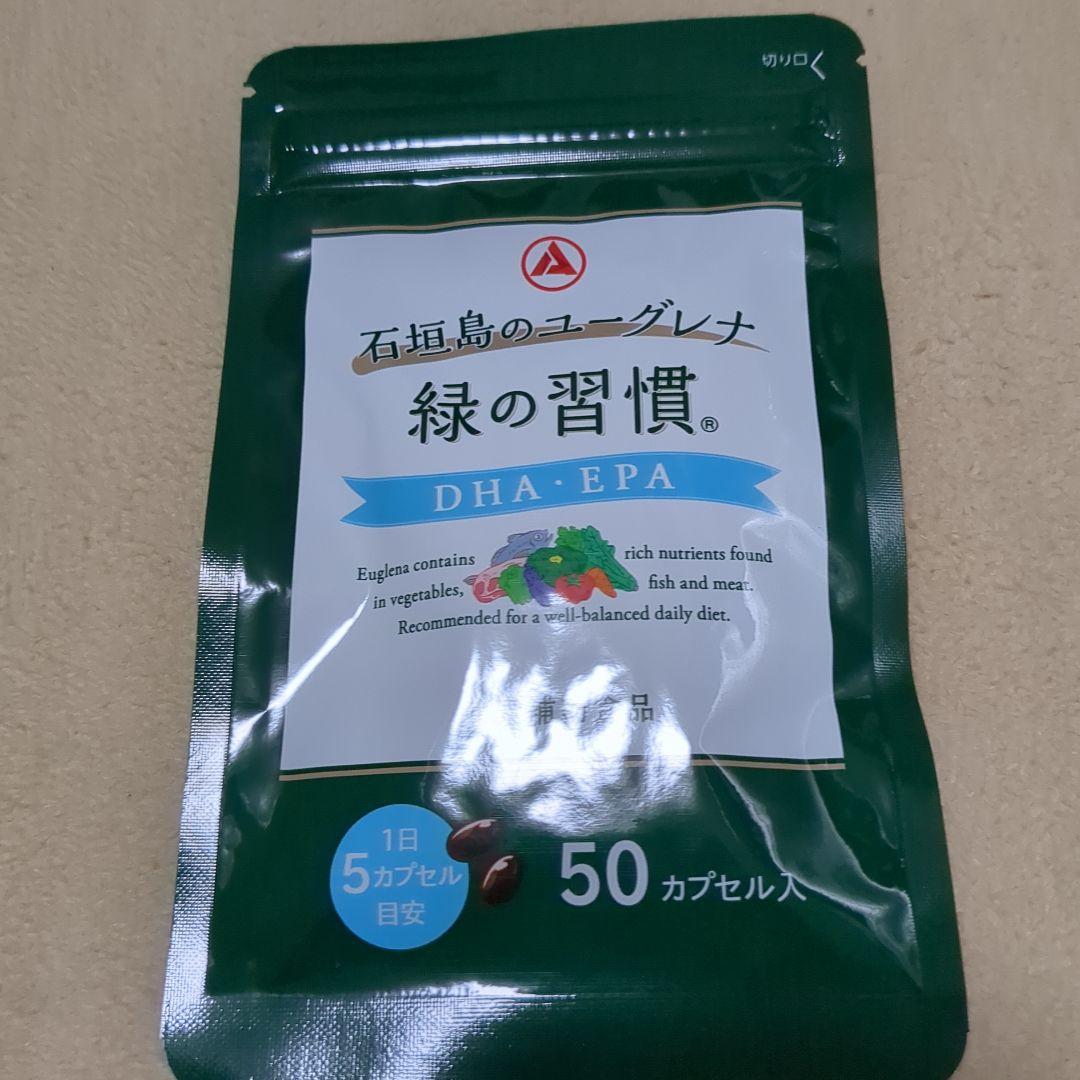 切り口く
石垣島のユーグレナ
緑の習慣®
DHA・EPA
Euglena contains rich nutrients found
in vegetables, fish and meat.
Recommended for a well-balanced daily diet.
食品
1日
5カプセル
目安
50カプセル入